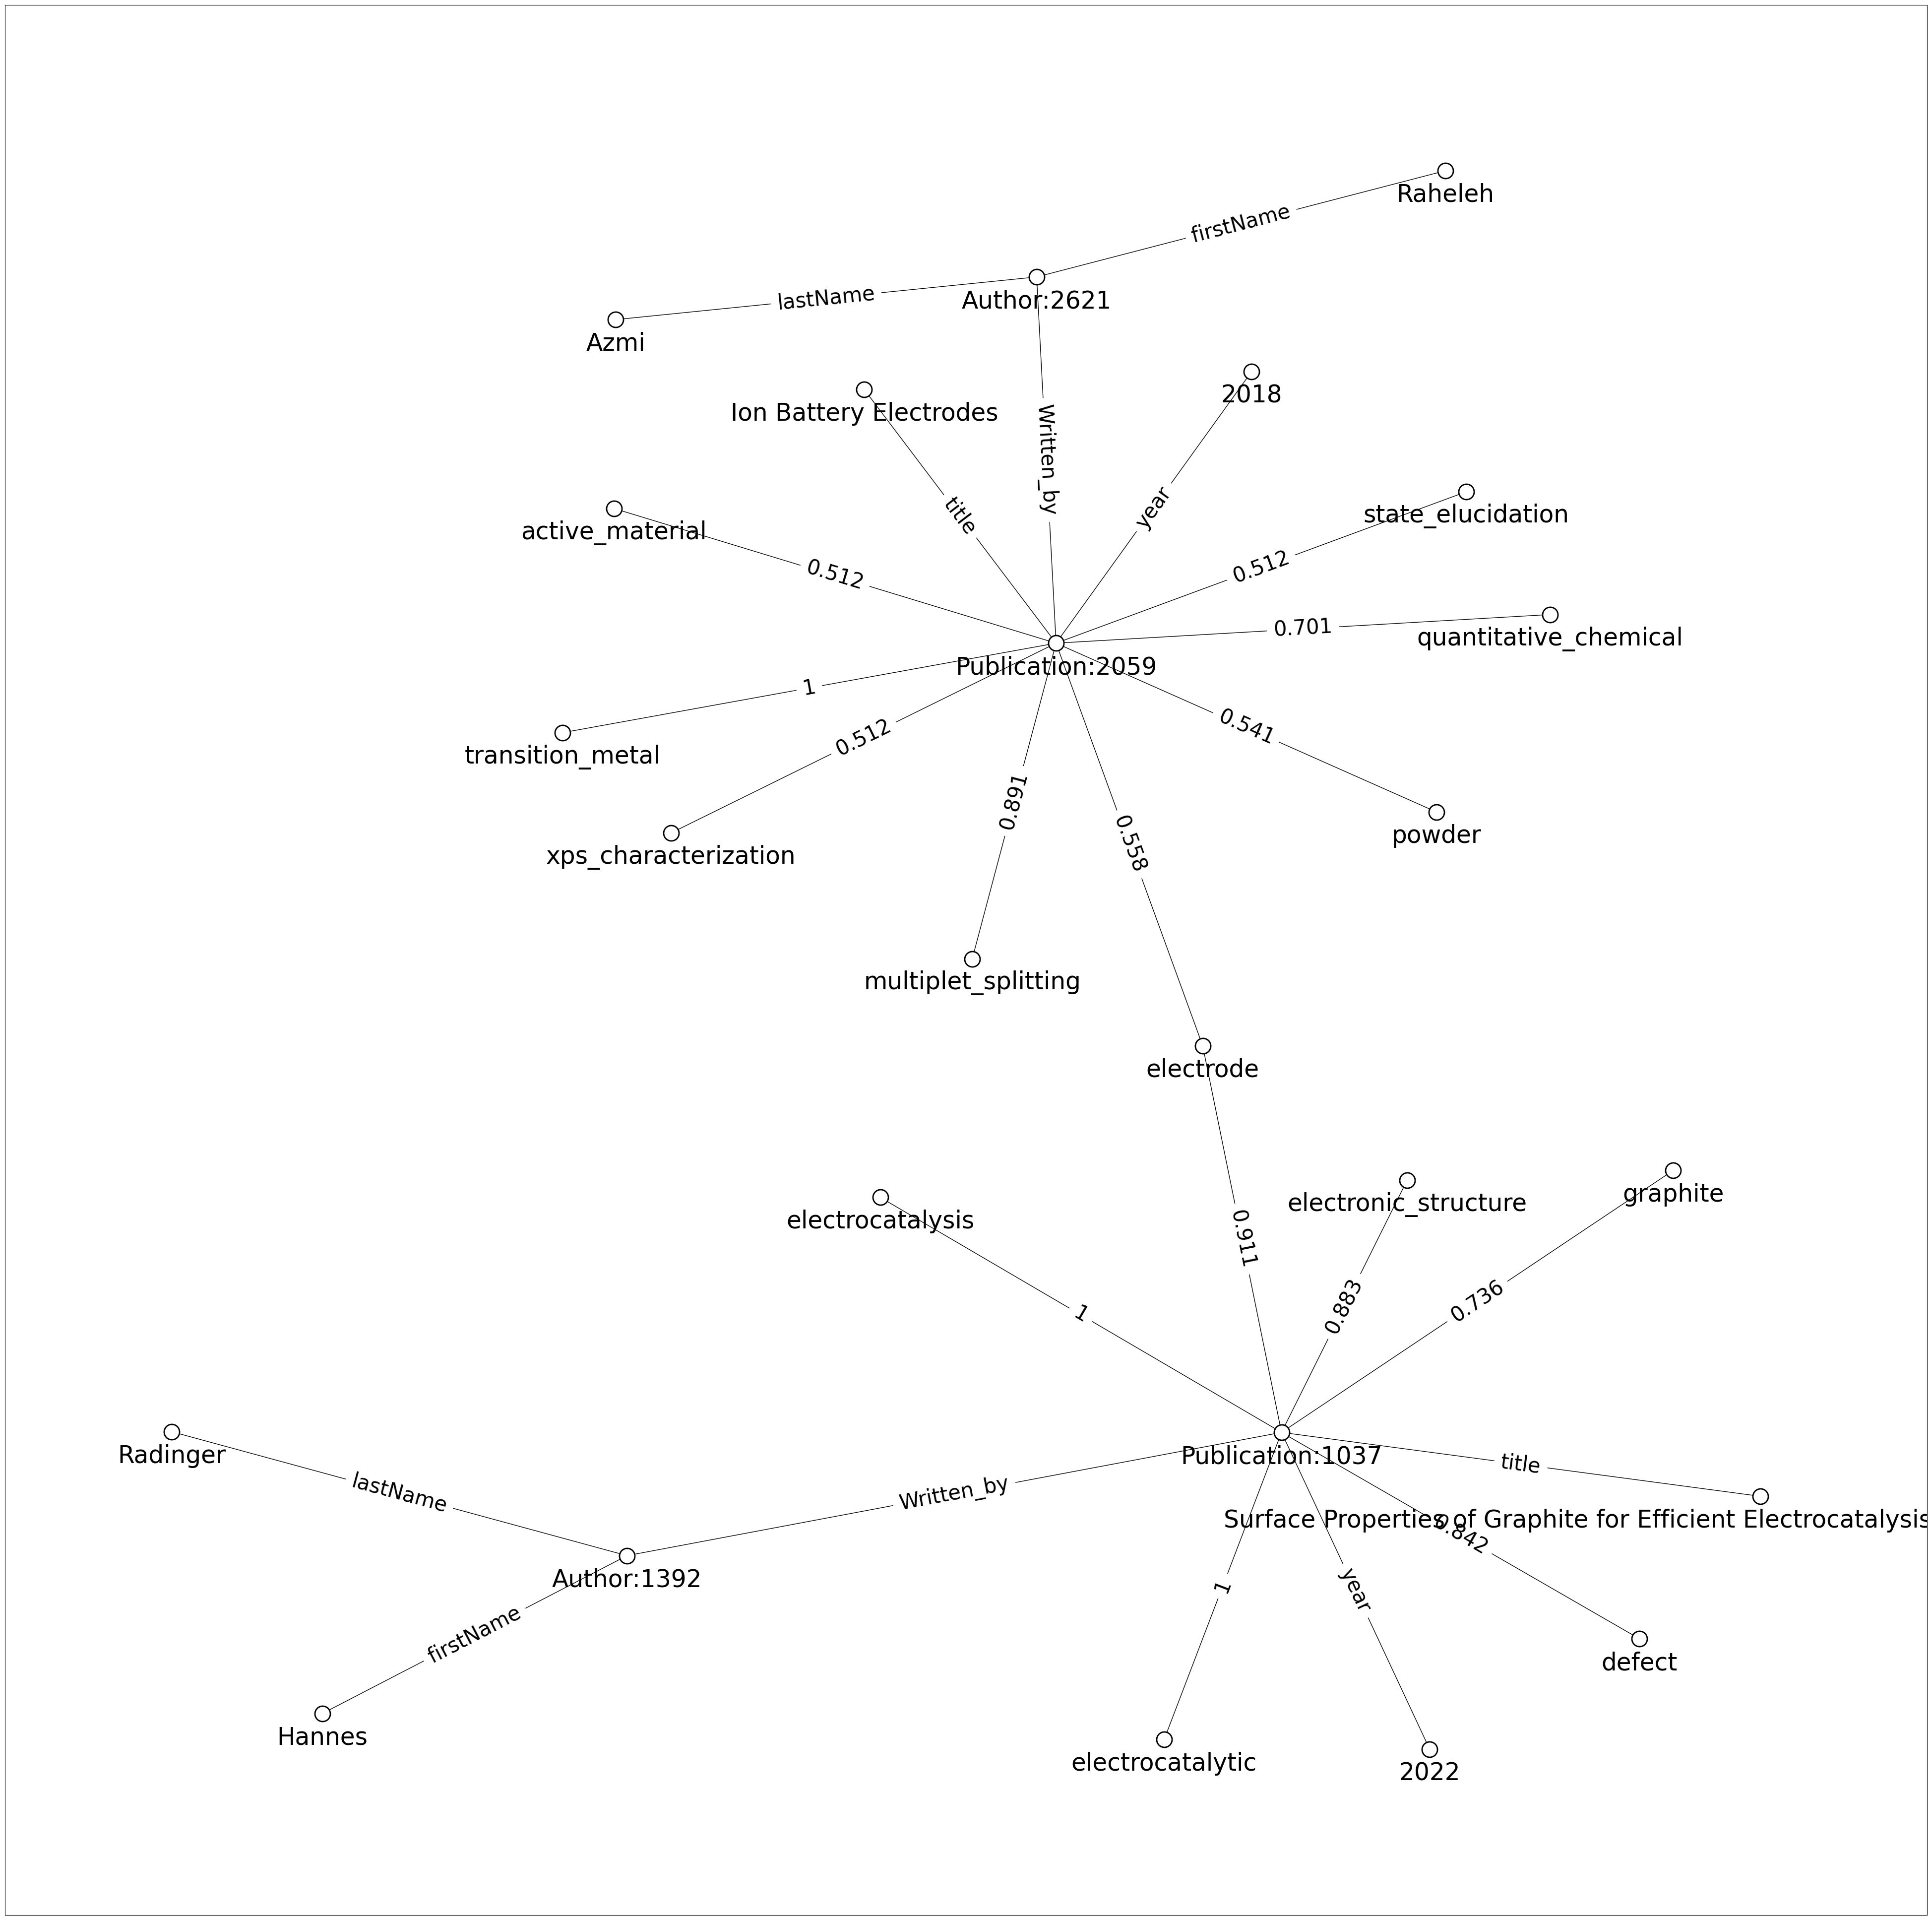 Raheleh
firstName
Author:2621
lastName
Azmi
2018
Ion Battery Electrodes
Written_by
year
title
state_elucidation
active_material
0.512
0.512
quantitative_chemical
0.701
Publication:2059
1
0.541
0.512
transition_metal
0.891
0.558
powder
xps_characterization
multiplet_splitting
electrode
graphite
electronic_structure
electrocatalysis
0.911
0.883
0.736
1
Radinger
Publication:1037
title
lastName
Written_by
Surface Properties of Graphite for Efficient Electrocatalysis
0.842
Author:1392
1
year
firstName
defect
Hannes
electrocatalytic
2022